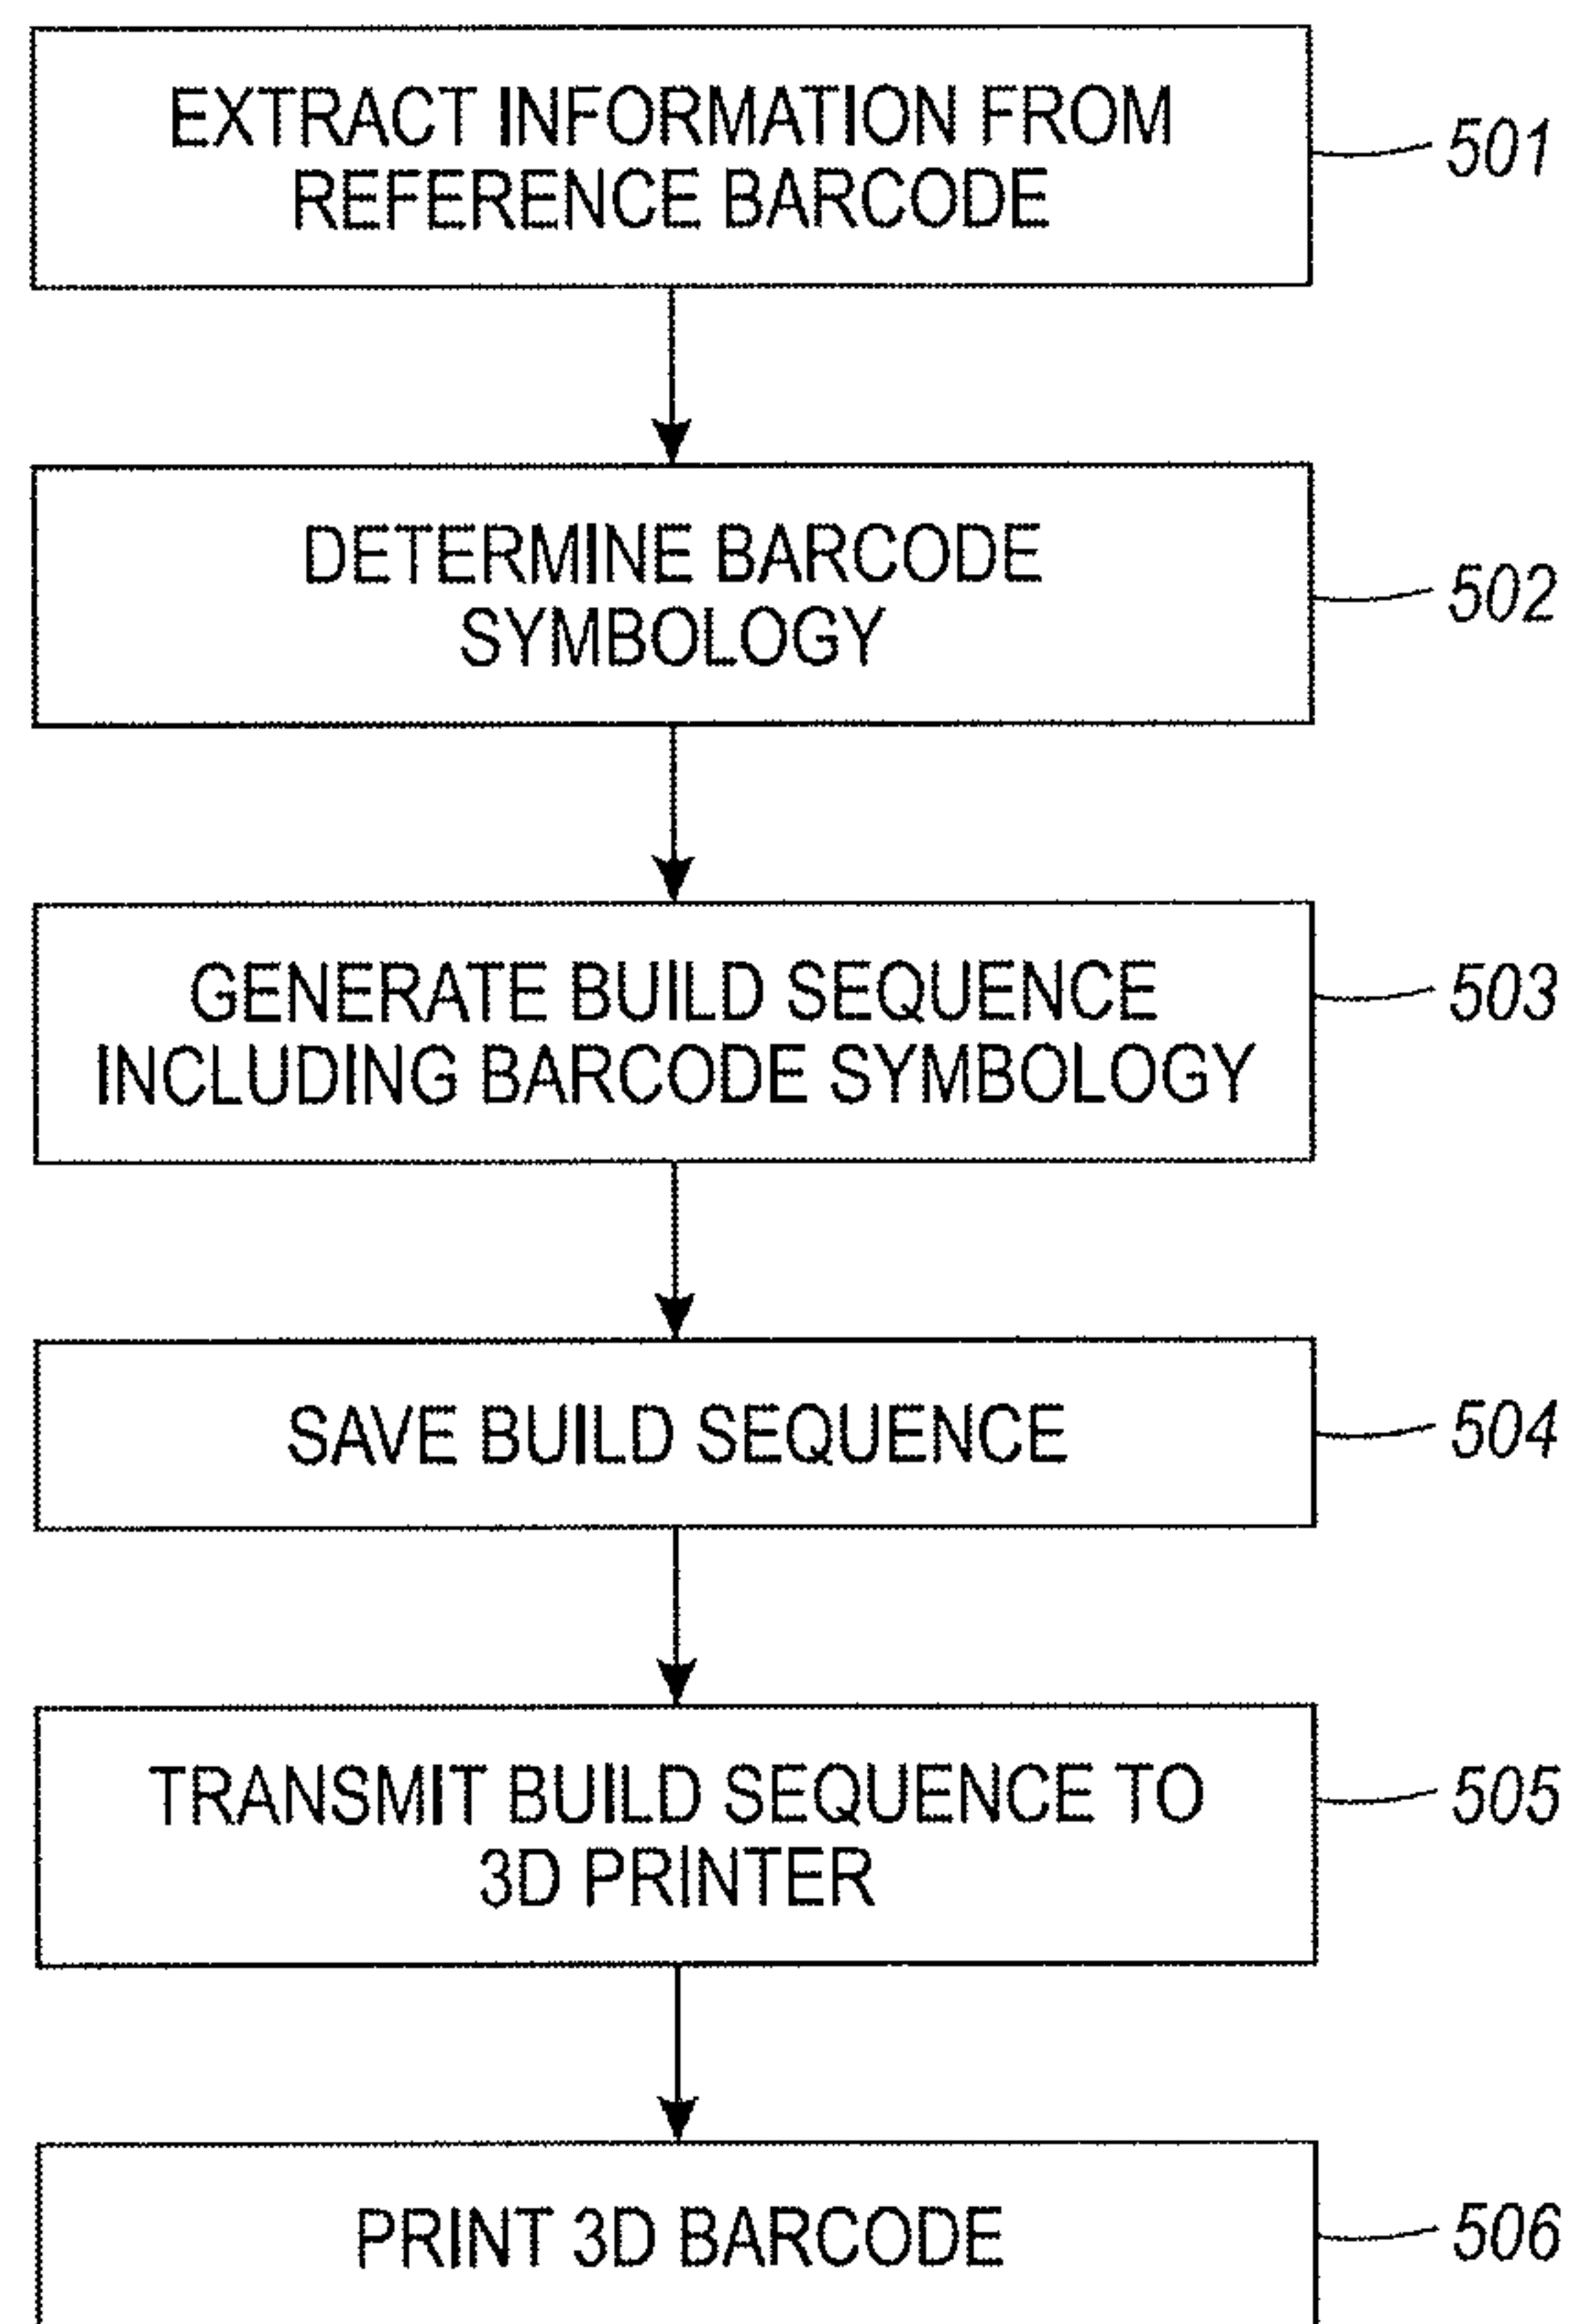 EXTRACT INFORMATION FROM
REFERENCE BARCODE
501
DETERMINE BARCODE
SYMBOLOGY
502
GENERATE BUILD SEQUENCE
INCLUDING BARCODE SYMBOLOGY
503
SAVE BUILD SEQUENCE
504
TRANSMIT BUILD SEQUENCE TO
3D PRINTER
505
PRINT 3D BARCODE
506